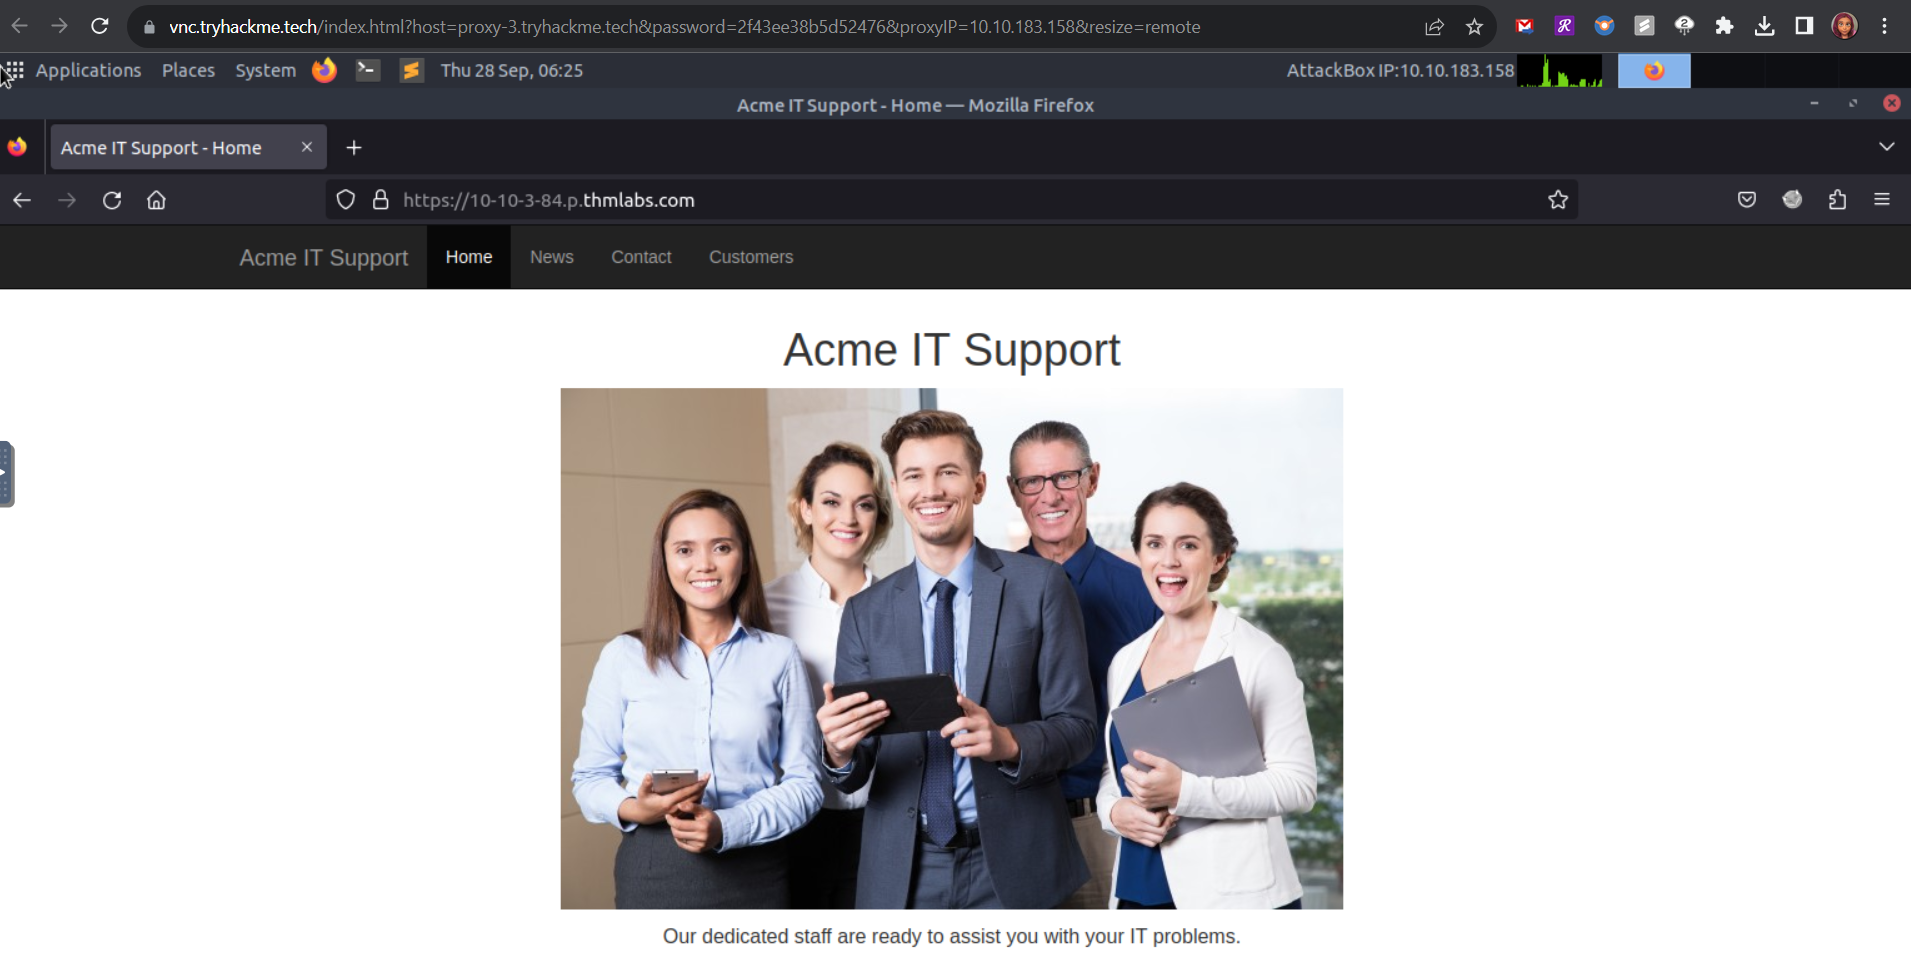 vnc.tryhackme.tech/index.html?host=proxy-3.tryhackme.tech&password=2f43ee38b5d52476&proxyIP=10.10.183.158&resize=remote
Applications Places System Thu 28 Sep, 06:25 AttackBox IP:10.10.183.158
Acme IT Support - Home — Mozilla Firefox
Acme IT Support - Home
https://10-10-3-84.p.thmlabs.com
Acme IT Support Home News Contact Customers
Acme IT Support
Our dedicated staff are ready to assist you with your IT problems.